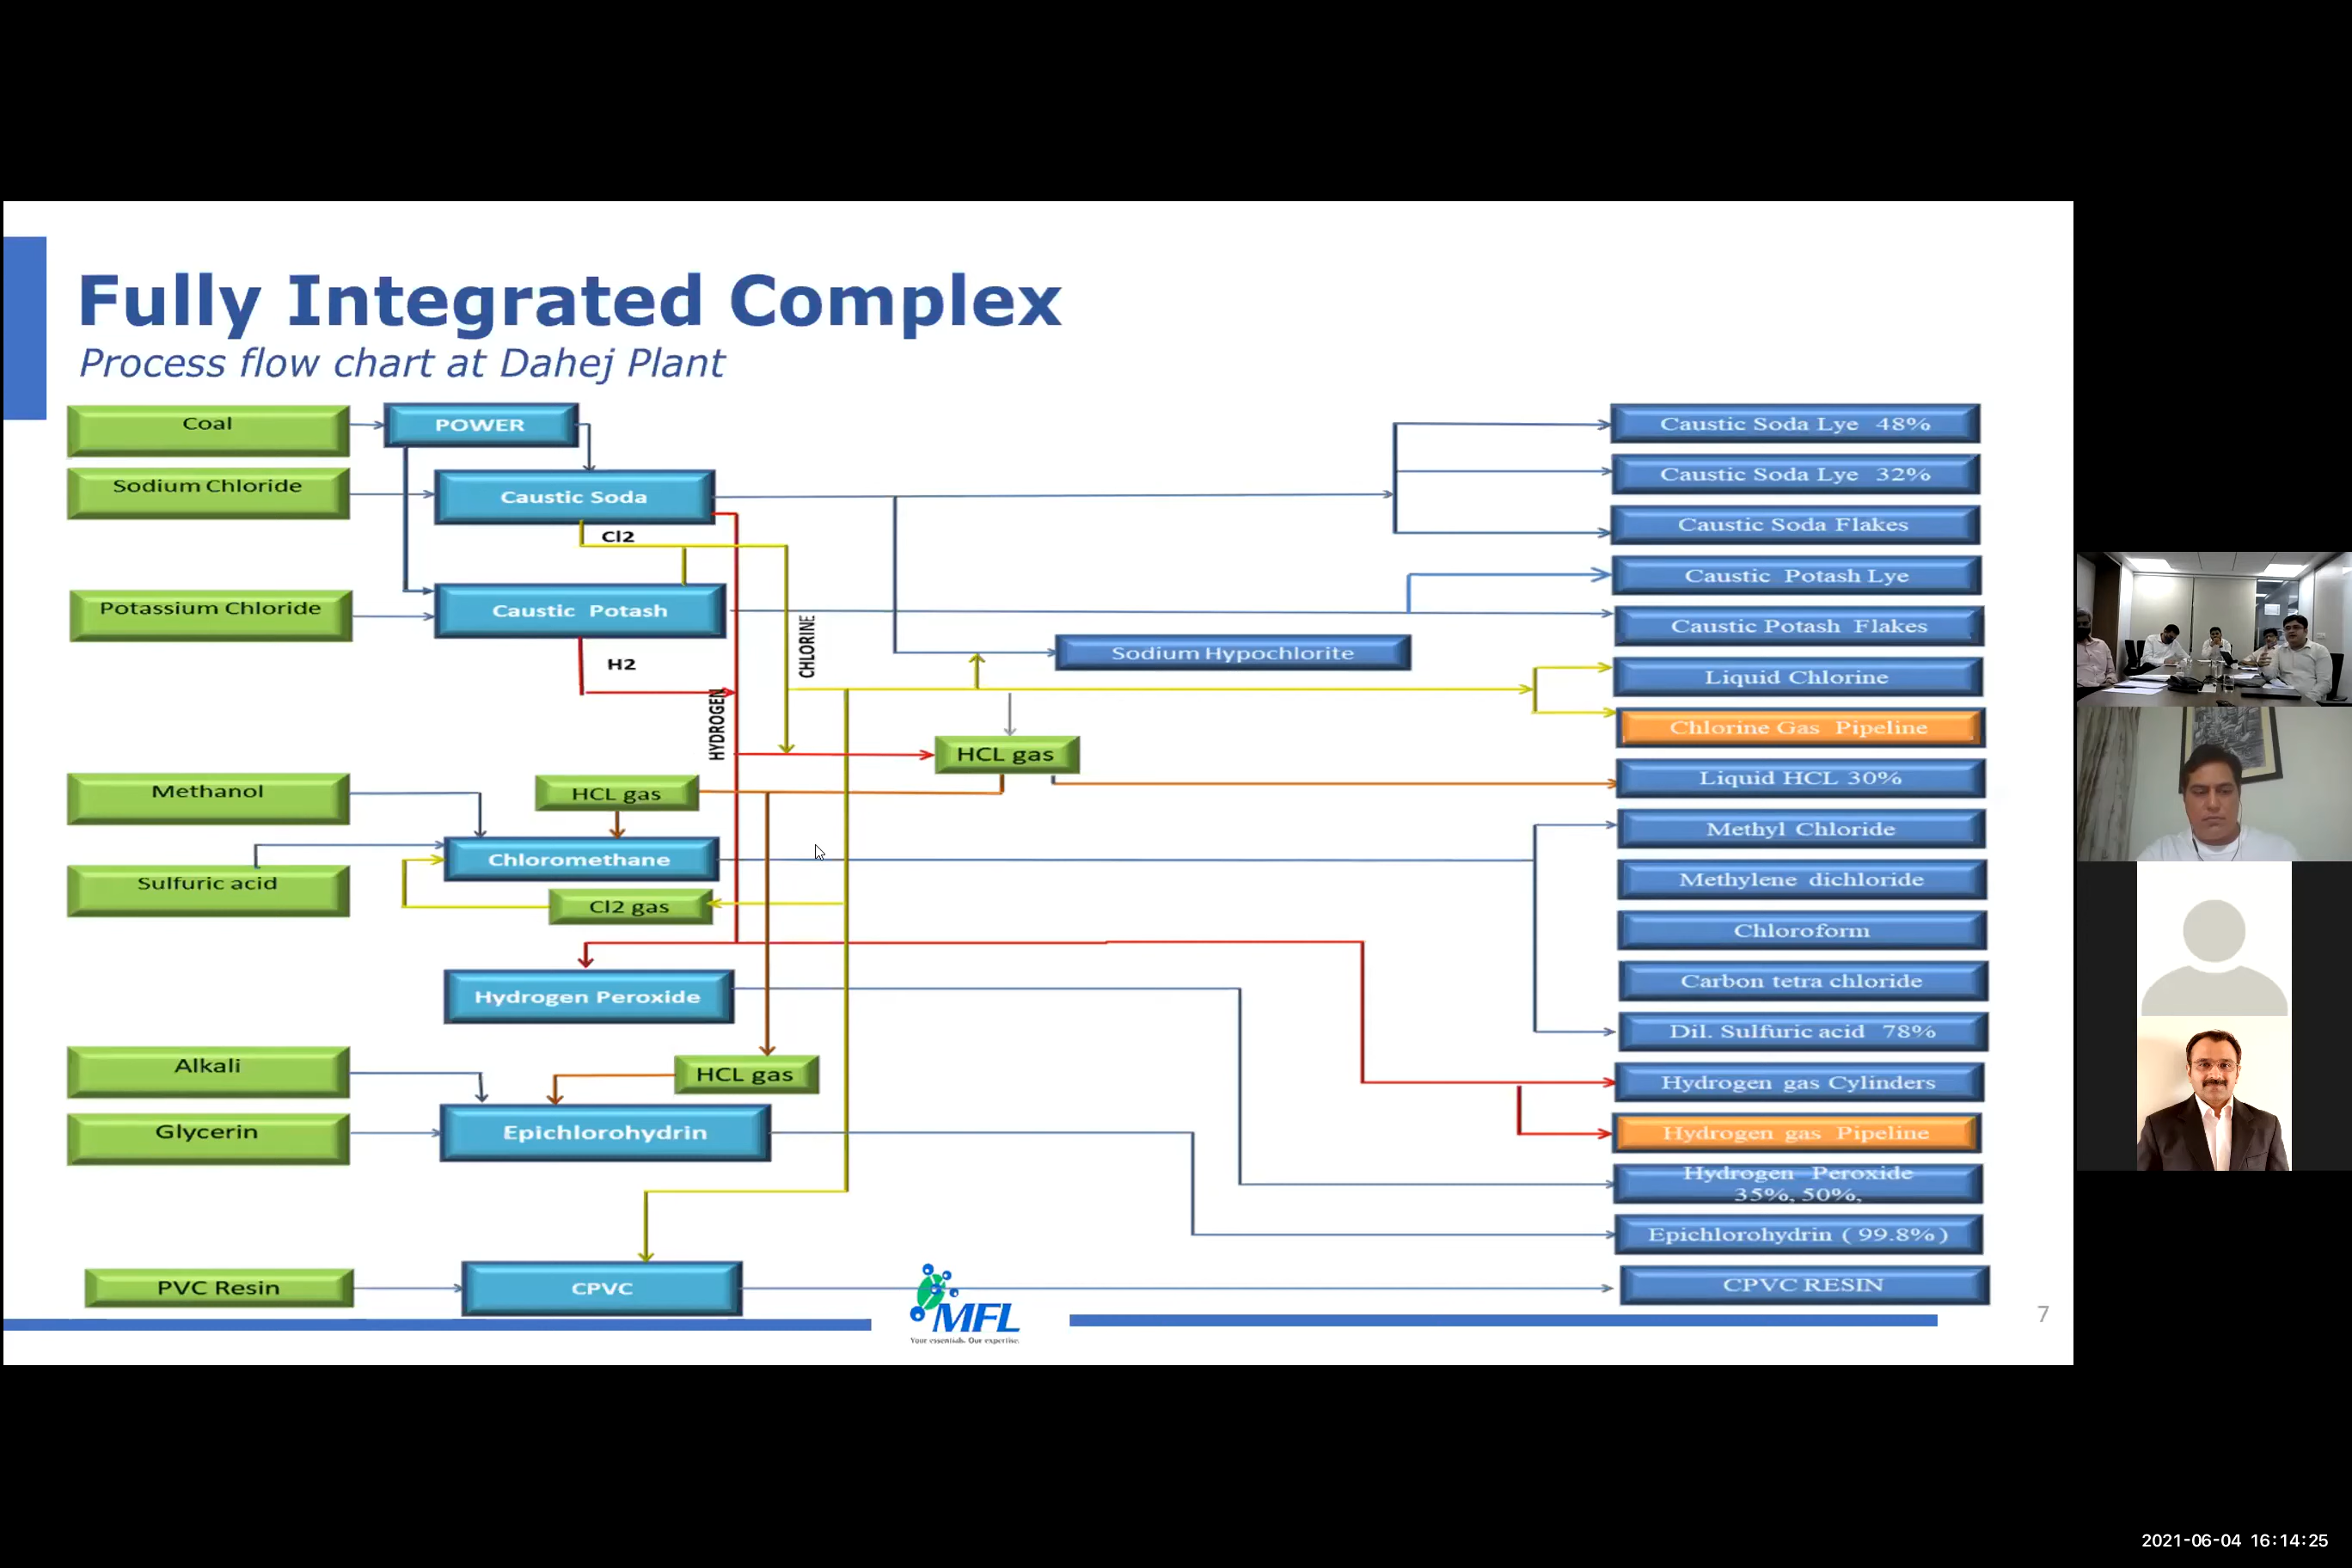 Fully Integrated Complex
Process flow chart at Dahej Plant
Coal
POWER
Caustic Soda Lye 48%
Sodium Chloride
Caustic Soda
Caustic Soda Lye 32%
Cl2
Caustic Soda Flakes
Potassium Chloride
Caustic Potash
Caustic Potash Lye
Caustic Potash Flakes
H2
CHLORINE
Sodium Hypochlorite
Liquid Chlorine
HYDROGEN
HCL gas
Chlorine Gas Pipeline
Methanol
HCL gas
Liquid HCL 30%
Chloromethane
Methyl Chloride
Sulfuric acid
Cl2 gas
Methylene dichloride
Chloroform
Hydrogen Peroxide
Carbon tetra chloride
Dil. Sulfuric acid 78%
Alkali
HCL gas
Hydrogen gas Cylinders
Glycerin
Epichlorohydrin
Hydrogen gas Pipeline
Hydrogen Peroxide
35%, 50%,
Epichlorohydrin ( 99.8%)
PVC Resin
CPVC
CPVC RESIN
MFL
Your essentials. Our expertise.
7
2021-06-04 16:14:25